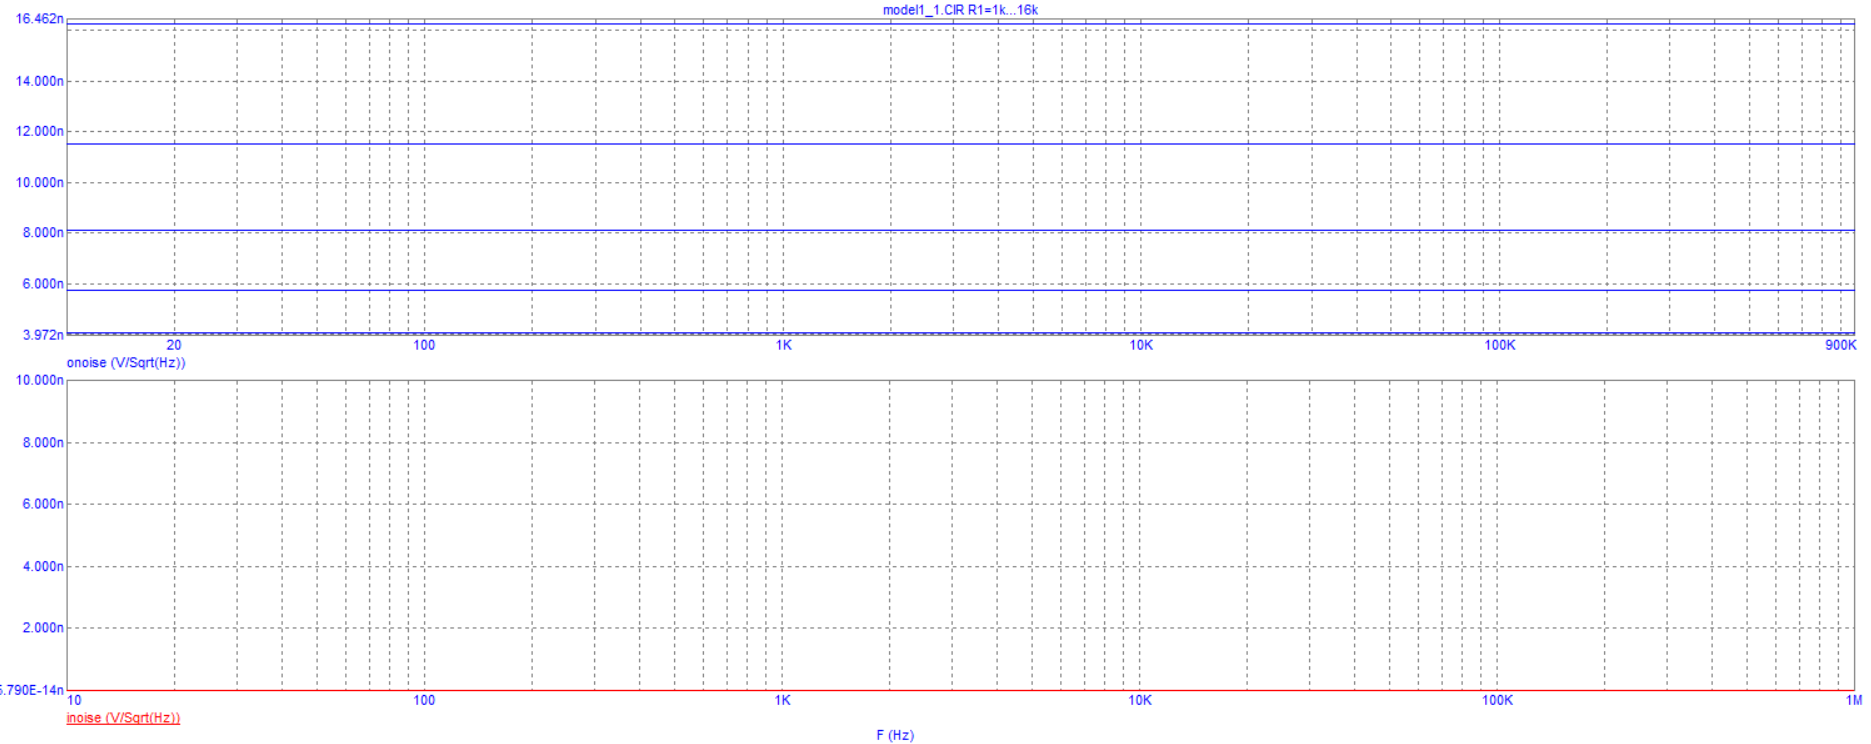 model1_1.CIR R1=1k...16k
16.462n
14.000n
12.000n
10.000n
8.000n
6.000n
3.972n
20 100 1K 10K 100K 900K
onoise (V/Sqrt(Hz))
10.000n
8.000n
6.000n
4.000n
2.000n
.790E-14n
10 100 1K 10K 100K 1M
inoise (V/Sqrt(Hz))
F (Hz)